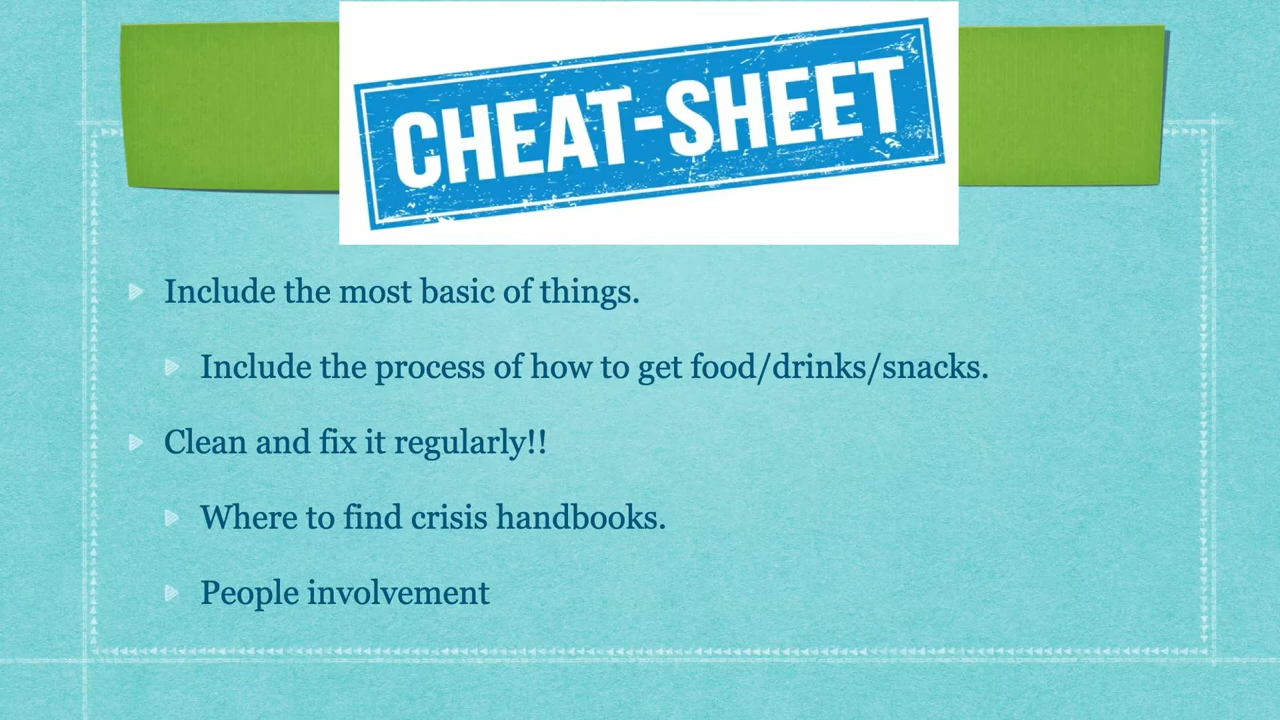 CHEAT-SHEET
Include the most basic of things.
Include the process of how to get food/drinks/snacks.
Clean and fix it regularly!!
Where to find crisis handbooks.
People involvement